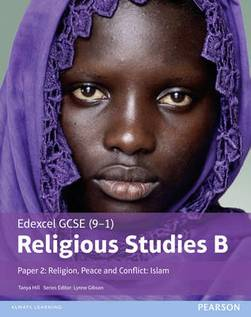 Edexcel GCSE (9–1)
Religious Studies B
Paper 2: Religion, Peace and Conflict: Islam
Tanya Hill   Series Editor: Lynne Gibson
ALWAYS LEARNING
PEARSON